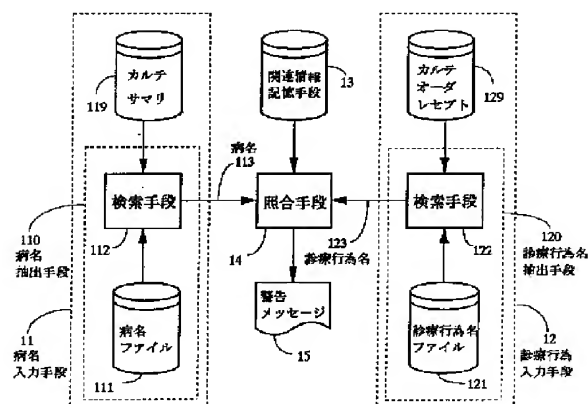 カルテ
サマリ
119
関連情報
記憶手段
13
カルテ
オーダ
レセプト
129
病名
113
検索手段
112
照合手段
14
検索手段
122
123
診療行為名
110
病名
抽出手段
120
診療行為名
抽出手段
警告
メッセージ
15
病名
ファイル
111
診療行為名
ファイル
121
11
病名
入力手段
12
診療行為
入力手段